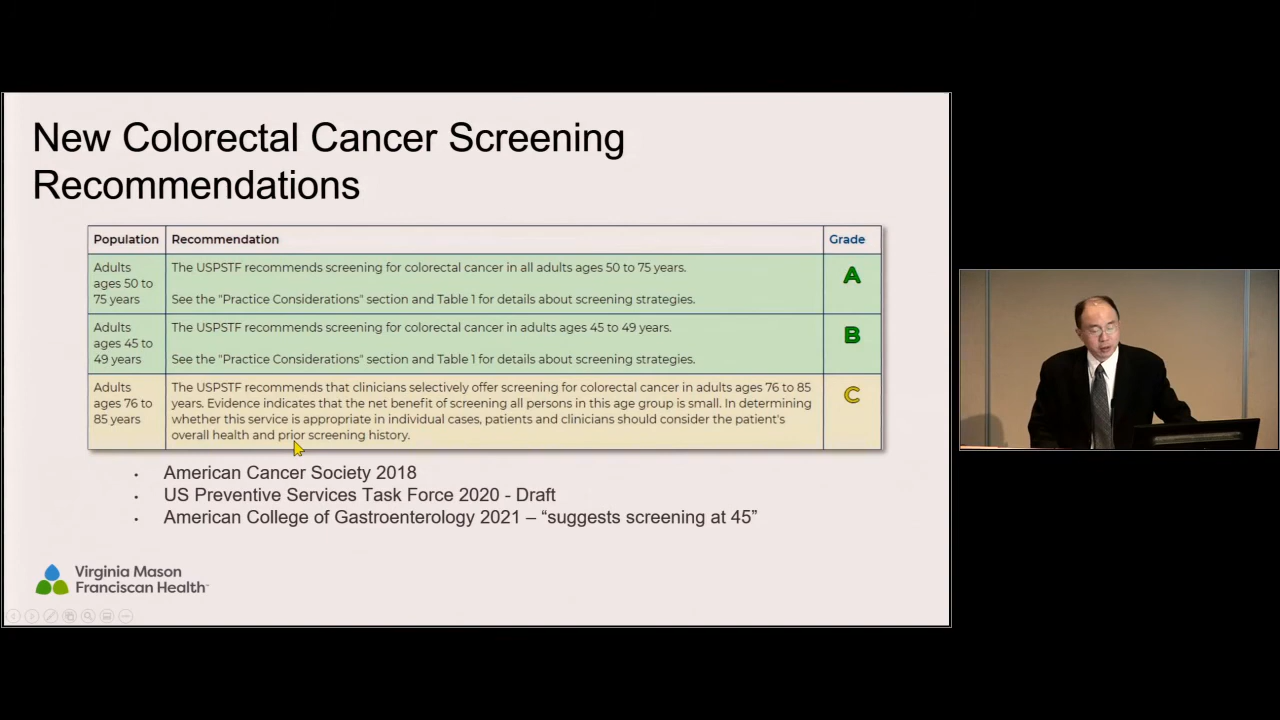 New Colorectal Cancer Screening
Recommendations
Population Recommendation Grade
Adults
ages 50 to
75 years
The USPSTF recommends screening for colorectal cancer in all adults ages 50 to 75 years.
See the "Practice Considerations" section and Table 1 for details about screening strategies.
A
Adults
ages 45 to
49 years
The USPSTF recommends screening for colorectal cancer in adults ages 45 to 49 years.
See the "Practice Considerations" section and Table 1 for details about screening strategies.
B
Adults
ages 76 to
85 years
The USPSTF recommends that clinicians selectively offer screening for colorectal cancer in adults ages 76 to 85
years. Evidence indicates that the net benefit of screening all persons in this age group is small. In determining
whether this service is appropriate in individual cases, patients and clinicians should consider the patient's
overall health and prior screening history.
C
• American Cancer Society 2018
• US Preventive Services Task Force 2020 - Draft
• American College of Gastroenterology 2021 – “suggests screening at 45”
Virginia Mason
Franciscan Health™